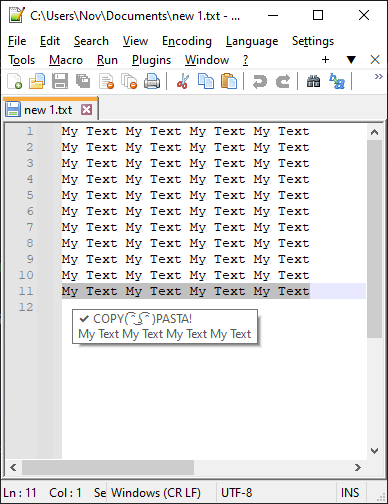 C:\Users\Nov\Documents\new 1.txt - ...
File Edit Search View Encoding Language Settings
Tools Macro Run Plugins Window ? + ▼ X
new 1.txt
1 My Text My Text My Text My Text
2 My Text My Text My Text My Text
3 My Text My Text My Text My Text
4 My Text My Text My Text My Text
5 My Text My Text My Text My Text
6 My Text My Text My Text My Text
7 My Text My Text My Text My Text
8 My Text My Text My Text My Text
9 My Text My Text My Text My Text
10 My Text My Text My Text My Text
11 My Text My Text My Text My Text
12
✔ COPY( ͡° ͜ʖ ͡°)PASTA!
My Text My Text My Text My Text
Ln : 11 Col : 1 Se Windows (CR LF) UTF-8 INS